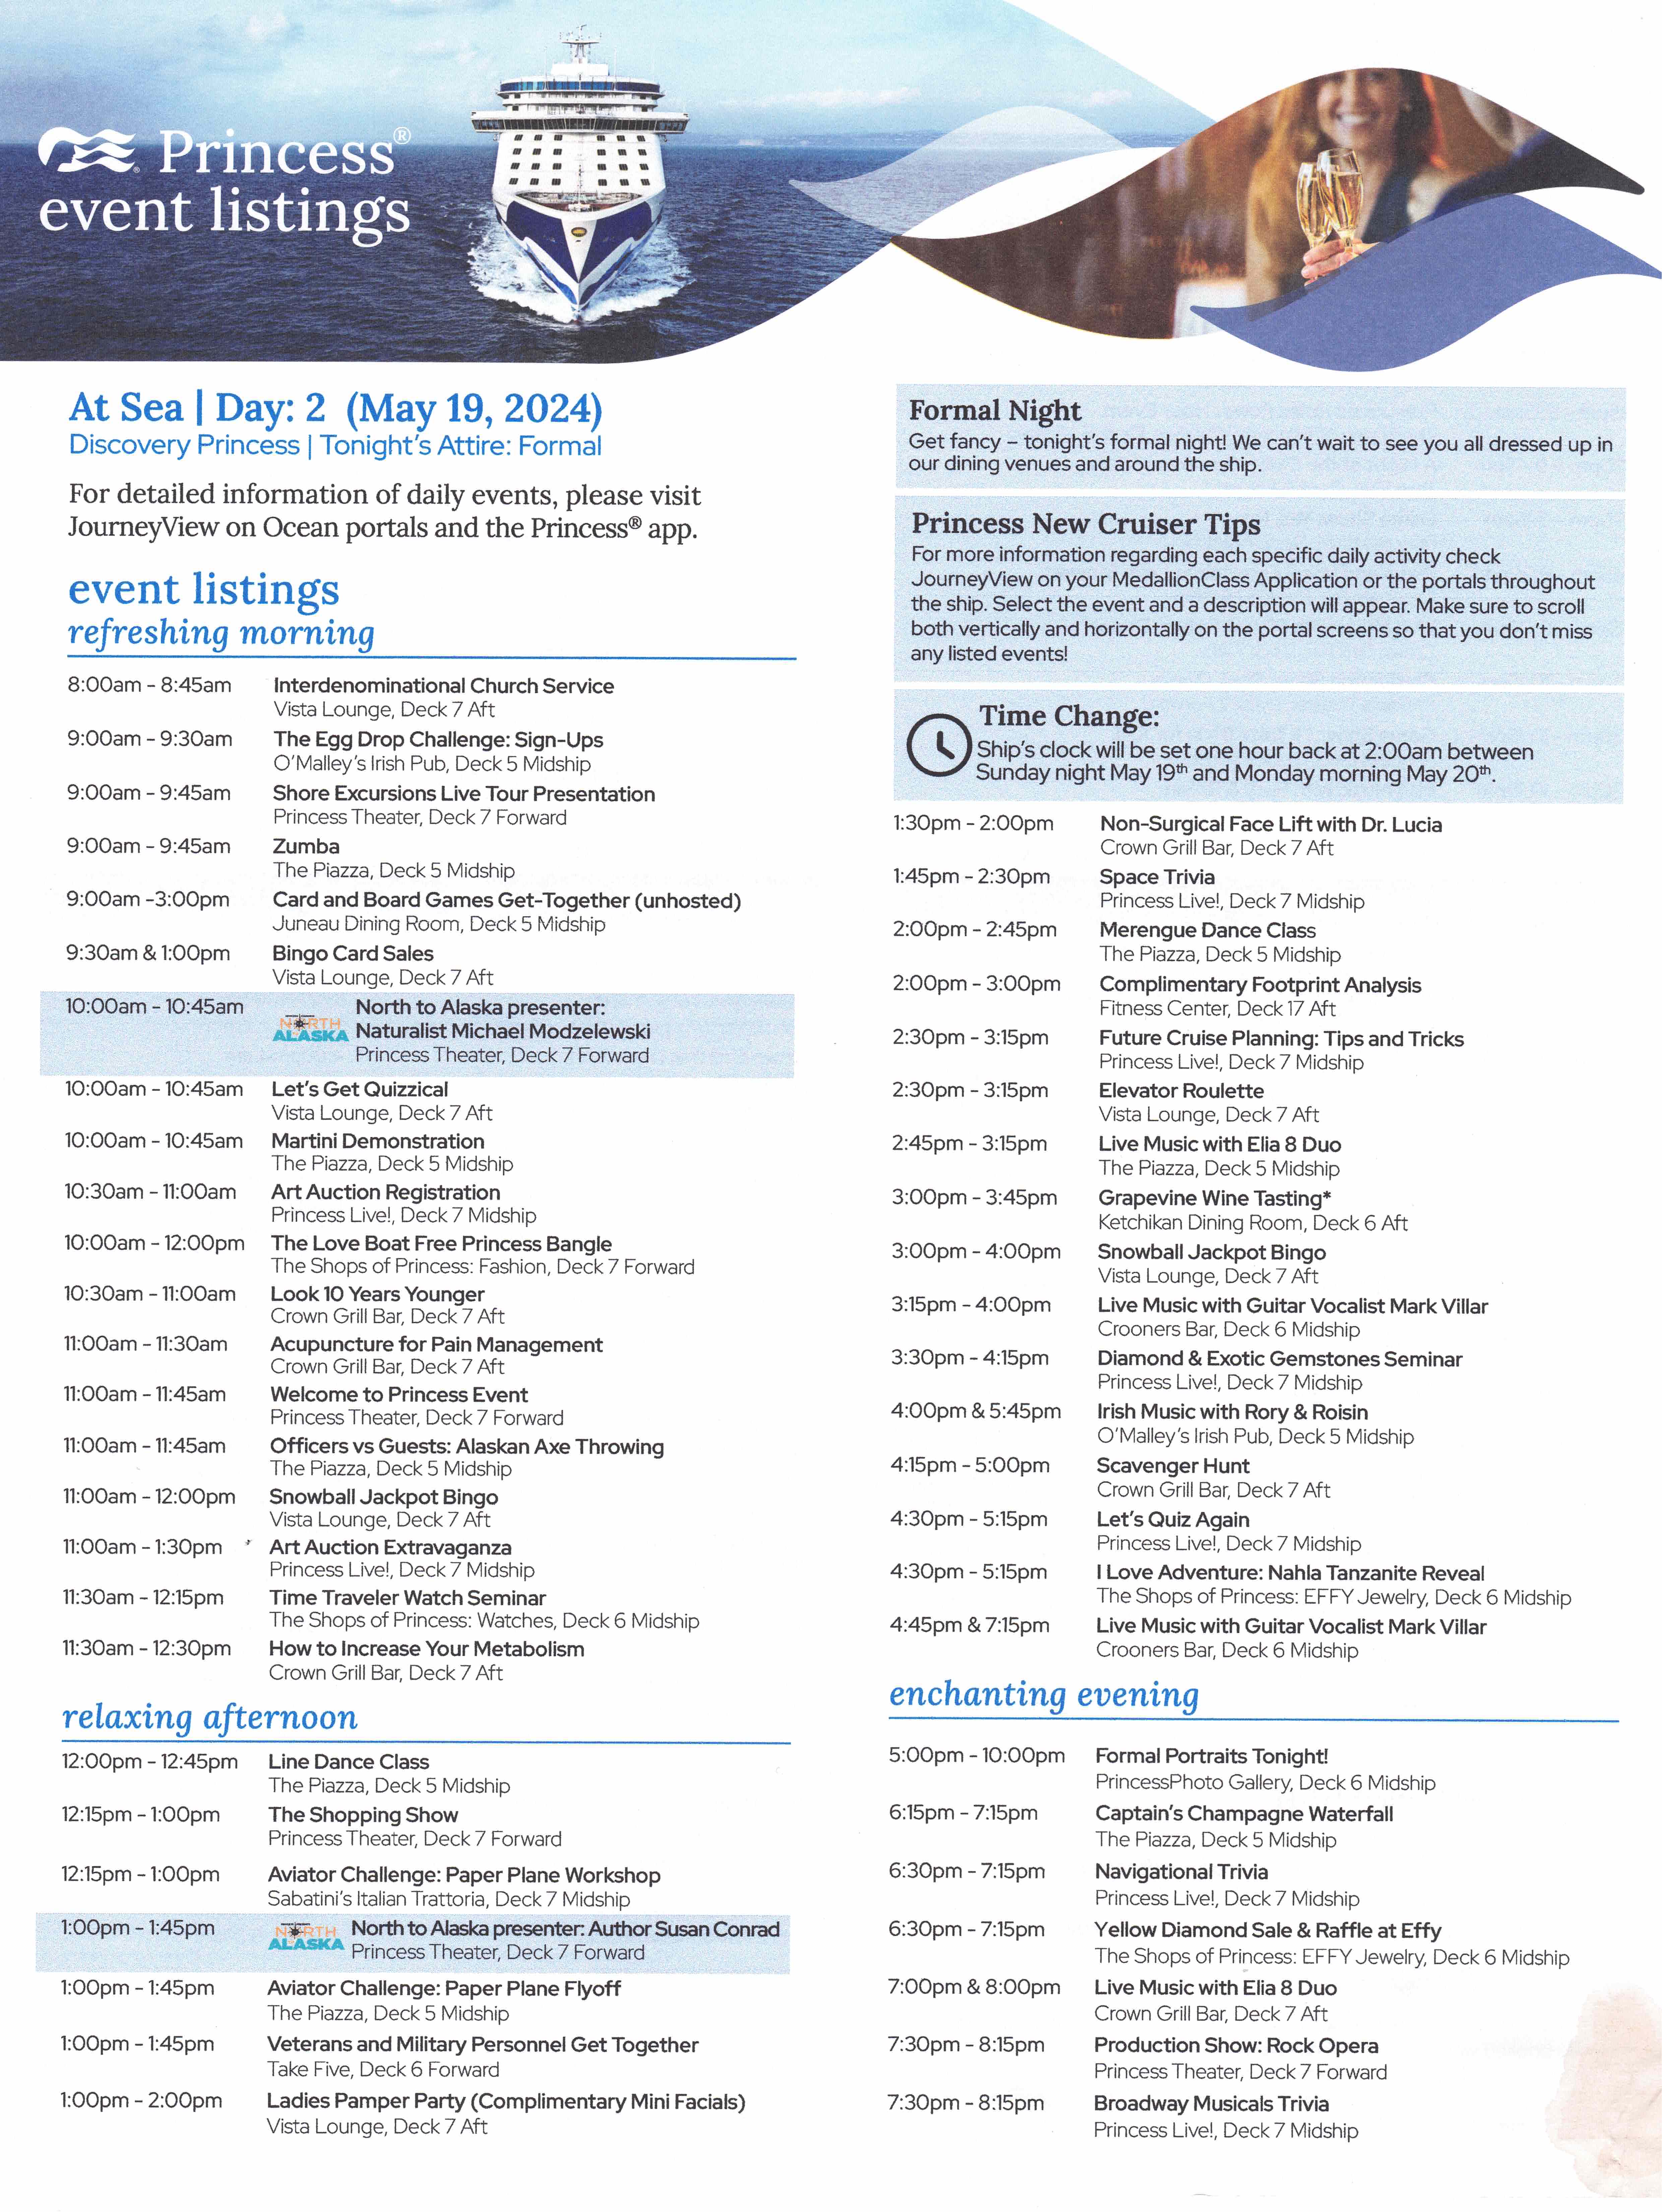 Princess®
event listings
At Sea | Day: 2 (May 19, 2024)
Discovery Princess | Tonight's Attire: Formal
For detailed information of daily events, please visit
JourneyView on Ocean portals and the Princess® app.
event listings
refreshing morning
8:00am – 8:45am Interdenominational Church Service
Vista Lounge, Deck 7 Aft
9:00am – 9:30am The Egg Drop Challenge: Sign-Ups
O'Malley's Irish Pub, Deck 5 Midship
9:00am – 9:45am Shore Excursions Live Tour Presentation
Princess Theater, Deck 7 Forward
9:00am – 9:45am Zumba
The Piazza, Deck 5 Midship
9:00am -3:00pm Card and Board Games Get-Together (unhosted)
Juneau Dining Room, Deck 5 Midship
9:30am & 1:00pm Bingo Card Sales
Vista Lounge, Deck 7 Aft
10:00am – 10:45am North to Alaska presenter:
NORTH
ALASKA Naturalist Michael Modzelewski
Princess Theater, Deck 7 Forward
10:00am – 10:45am Let's Get Quizzical
Vista Lounge, Deck 7 Aft
10:00am – 10:45am Martini Demonstration
The Piazza, Deck 5 Midship
10:30am – 11:00am Art Auction Registration
Princess Live!, Deck 7 Midship
10:00am – 12:00pm The Love Boat Free Princess Bangle
The Shops of Princess: Fashion, Deck 7 Forward
10:30am – 11:00am Look 10 Years Younger
Crown Grill Bar, Deck 7 Aft
11:00am – 11:30am Acupuncture for Pain Management
Crown Grill Bar, Deck 7 Aft
11:00am – 11:45am Welcome to Princess Event
Princess Theater, Deck 7 Forward
11:00am – 11:45am Officers vs Guests: Alaskan Axe Throwing
The Piazza, Deck 5 Midship
11:00am – 12:00pm Snowball Jackpot Bingo
Vista Lounge, Deck 7 Aft
11:00am – 1:30pm Art Auction Extravaganza
Princess Live!, Deck 7 Midship
11:30am – 12:15pm Time Traveler Watch Seminar
The Shops of Princess: Watches, Deck 6 Midship
11:30am – 12:30pm How to Increase Your Metabolism
Crown Grill Bar, Deck 7 Aft
relaxing afternoon
12:00pm – 12:45pm Line Dance Class
The Piazza, Deck 5 Midship
12:15pm – 1:00pm The Shopping Show
Princess Theater, Deck 7 Forward
12:15pm – 1:00pm Aviator Challenge: Paper Plane Workshop
Sabatini's Italian Trattoria, Deck 7 Midship
1:00pm – 1:45pm NORTH North to Alaska presenter: Author Susan Conrad
ALASKA Princess Theater, Deck 7 Forward
1:00pm – 1:45pm Aviator Challenge: Paper Plane Flyoff
The Piazza, Deck 5 Midship
1:00pm – 1:45pm Veterans and Military Personnel Get Together
Take Five, Deck 6 Forward
1:00pm – 2:00pm Ladies Pamper Party (Complimentary Mini Facials)
Vista Lounge, Deck 7 Aft
Formal Night
Get fancy – tonight's formal night! We can't wait to see you all dressed up in
our dining venues and around the ship.
Princess New Cruiser Tips
For more information regarding each specific daily activity check
JourneyView on your MedallionClass Application or the portals throughout
the ship. Select the event and a description will appear. Make sure to scroll
both vertically and horizontally on the portal screens so that you don't miss
any listed events!
Time Change:
Ship's clock will be set one hour back at 2:00am between
Sunday night May 19th and Monday morning May 20th.
1:30pm – 2:00pm Non-Surgical Face Lift with Dr. Lucia
Crown Grill Bar, Deck 7 Aft
1:45pm – 2:30pm Space Trivia
Princess Live!, Deck 7 Midship
2:00pm – 2:45pm Merengue Dance Class
The Piazza, Deck 5 Midship
2:00pm – 3:00pm Complimentary Footprint Analysis
Fitness Center, Deck 17 Aft
2:30pm – 3:15pm Future Cruise Planning: Tips and Tricks
Princess Live!, Deck 7 Midship
2:30pm – 3:15pm Elevator Roulette
Vista Lounge, Deck 7 Aft
2:45pm – 3:15pm Live Music with Elia 8 Duo
The Piazza, Deck 5 Midship
3:00pm – 3:45pm Grapevine Wine Tasting*
Ketchikan Dining Room, Deck 6 Aft
3:00pm – 4:00pm Snowball Jackpot Bingo
Vista Lounge, Deck 7 Aft
3:15pm – 4:00pm Live Music with Guitar Vocalist Mark Villar
Crooners Bar, Deck 6 Midship
3:30pm – 4:15pm Diamond & Exotic Gemstones Seminar
Princess Live!, Deck 7 Midship
4:00pm & 5:45pm Irish Music with Rory & Roisin
O'Malley's Irish Pub, Deck 5 Midship
4:15pm – 5:00pm Scavenger Hunt
Crown Grill Bar, Deck 7 Aft
4:30pm – 5:15pm Let's Quiz Again
Princess Live!, Deck 7 Midship
4:30pm – 5:15pm I Love Adventure: Nahla Tanzanite Reveal
The Shops of Princess: EFFY Jewelry, Deck 6 Midship
4:45pm & 7:15pm Live Music with Guitar Vocalist Mark Villar
Crooners Bar, Deck 6 Midship
enchanting evening
5:00pm – 10:00pm Formal Portraits Tonight!
PrincessPhoto Gallery, Deck 6 Midship
6:15pm – 7:15pm Captain's Champagne Waterfall
The Piazza, Deck 5 Midship
6:30pm – 7:15pm Navigational Trivia
Princess Live!, Deck 7 Midship
6:30pm – 7:15pm Yellow Diamond Sale & Raffle at Effy
The Shops of Princess: EFFY Jewelry, Deck 6 Midship
7:00pm & 8:00pm Live Music with Elia 8 Duo
Crown Grill Bar, Deck 7 Aft
7:30pm – 8:15pm Production Show: Rock Opera
Princess Theater, Deck 7 Forward
7:30pm – 8:15pm Broadway Musicals Trivia
Princess Live!, Deck 7 Midship